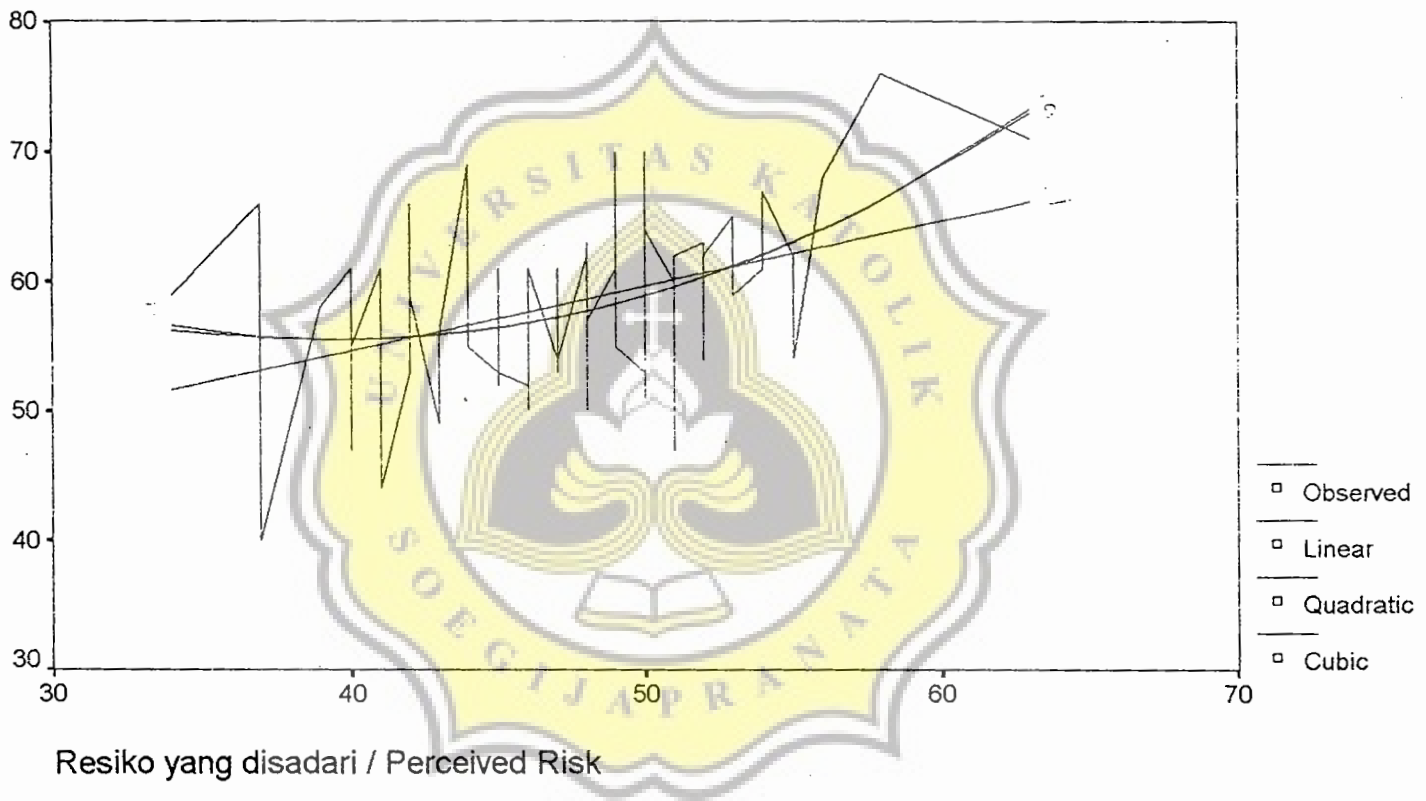 80
70
60
50
40
30
30 40 50 60 70
UNIVERSITAS KATOLIK
SOEGIJAPRANATA
Observed
Linear
Quadratic
Cubic
Resiko yang disadari / Perceived Risk